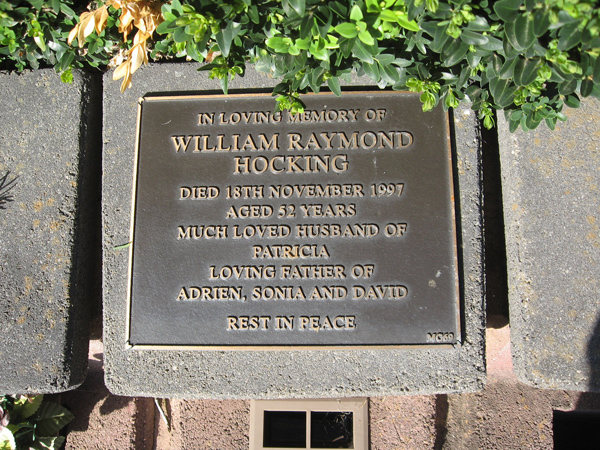 IN LOVING MEMORY OF
WILLIAM RAYMOND
HOCKING
DIED 18TH NOVEMBER 1997
AGED 52 YEARS
MUCH LOVED HUSBAND OF
PATRICIA
LOVING FATHER OF
ADRIEN, SONIA AND DAVID
REST IN PEACE